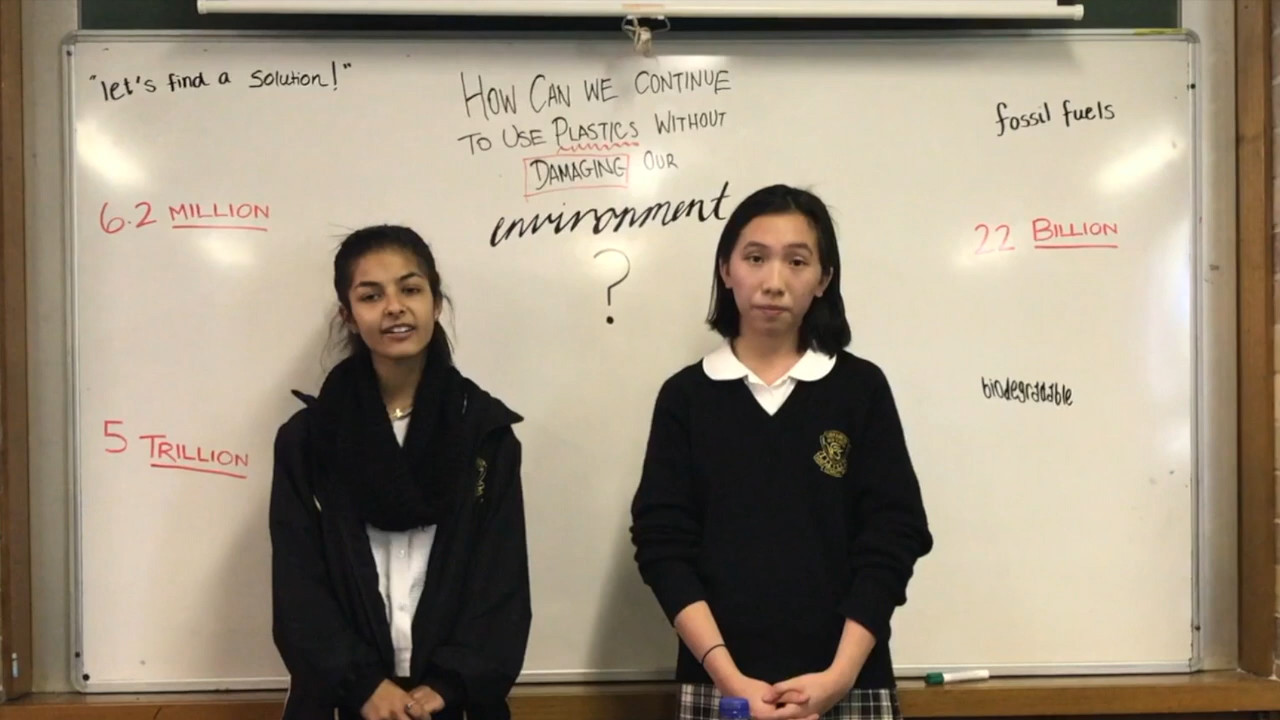 "let's find a solution!"
HOW CAN WE CONTINUE
TO USE PLASTICS WITHOUT
DAMAGING OUR
environment
?
fossil fuels
6.2 MILLION
22 BILLION
biodegradable
5 TRILLION